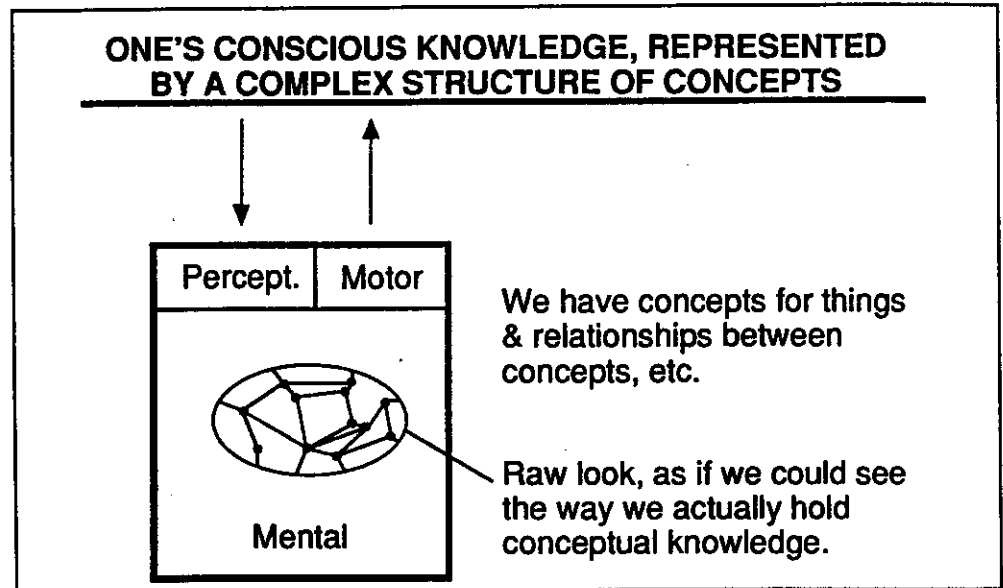 ONE'S CONSCIOUS KNOWLEDGE, REPRESENTED
BY A COMPLEX STRUCTURE OF CONCEPTS
Percept. Motor
We have concepts for things
& relationships between
concepts, etc.
Raw look, as if we could see
the way we actually hold
conceptual knowledge.
Mental